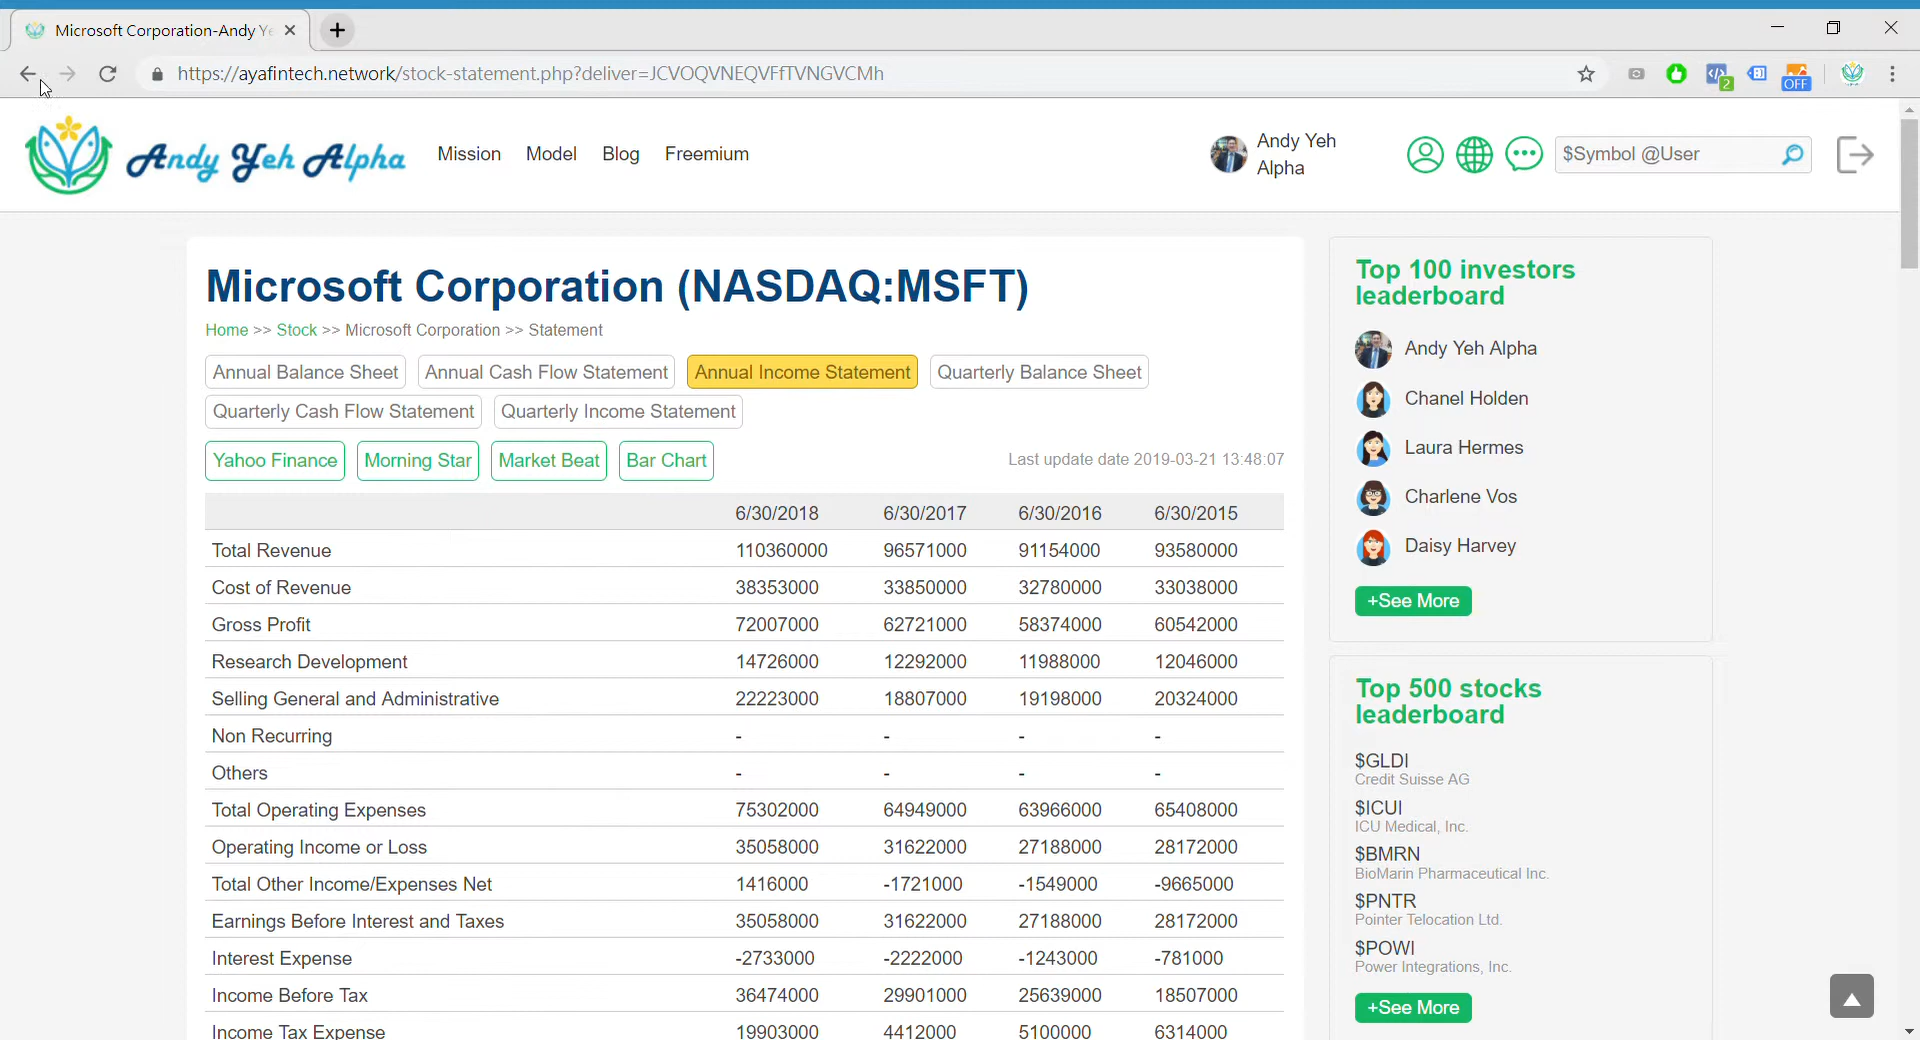 Microsoft Corporation-Andy Ye
https://ayafintech.network/stock-statement.php?deliver=JCVOQVNEQVFfTVNGVCMh
2
OFF
Andy Yeh Alpha
Mission Model Blog Freemium
Andy Yeh
Alpha
$Symbol @User
Microsoft Corporation (NASDAQ:MSFT)
Home >> Stock >> Microsoft Corporation >> Statement
Annual Balance Sheet Annual Cash Flow Statement Annual Income Statement Quarterly Balance Sheet
Quarterly Cash Flow Statement Quarterly Income Statement
Yahoo Finance Morning Star Market Beat Bar Chart Last update date 2019-03-21 13:48:07
6/30/2018 6/30/2017 6/30/2016 6/30/2015
Total Revenue 110360000 96571000 91154000 93580000
Cost of Revenue 38353000 33850000 32780000 33038000
Gross Profit 72007000 62721000 58374000 60542000
Research Development 14726000 12292000 11988000 12046000
Selling General and Administrative 22223000 18807000 19198000 20324000
Non Recurring - - - -
Others - - - -
Total Operating Expenses 75302000 64949000 63966000 65408000
Operating Income or Loss 35058000 31622000 27188000 28172000
Total Other Income/Expenses Net 1416000 -1721000 -1549000 -9665000
Earnings Before Interest and Taxes 35058000 31622000 27188000 28172000
Interest Expense -2733000 -2222000 -1243000 -781000
Income Before Tax 36474000 29901000 25639000 18507000
Income Tax Expense 19903000 4412000 5100000 6314000
Top 100 investors
leaderboard
Andy Yeh Alpha
Chanel Holden
Laura Hermes
Charlene Vos
Daisy Harvey
+See More
Top 500 stocks
leaderboard
$GLDI
Credit Suisse AG
$ICUI
ICU Medical, Inc.
$BMRN
BioMarin Pharmaceutical Inc.
$PNTR
Pointer Telocation Ltd.
$POWI
Power Integrations, Inc.
+See More